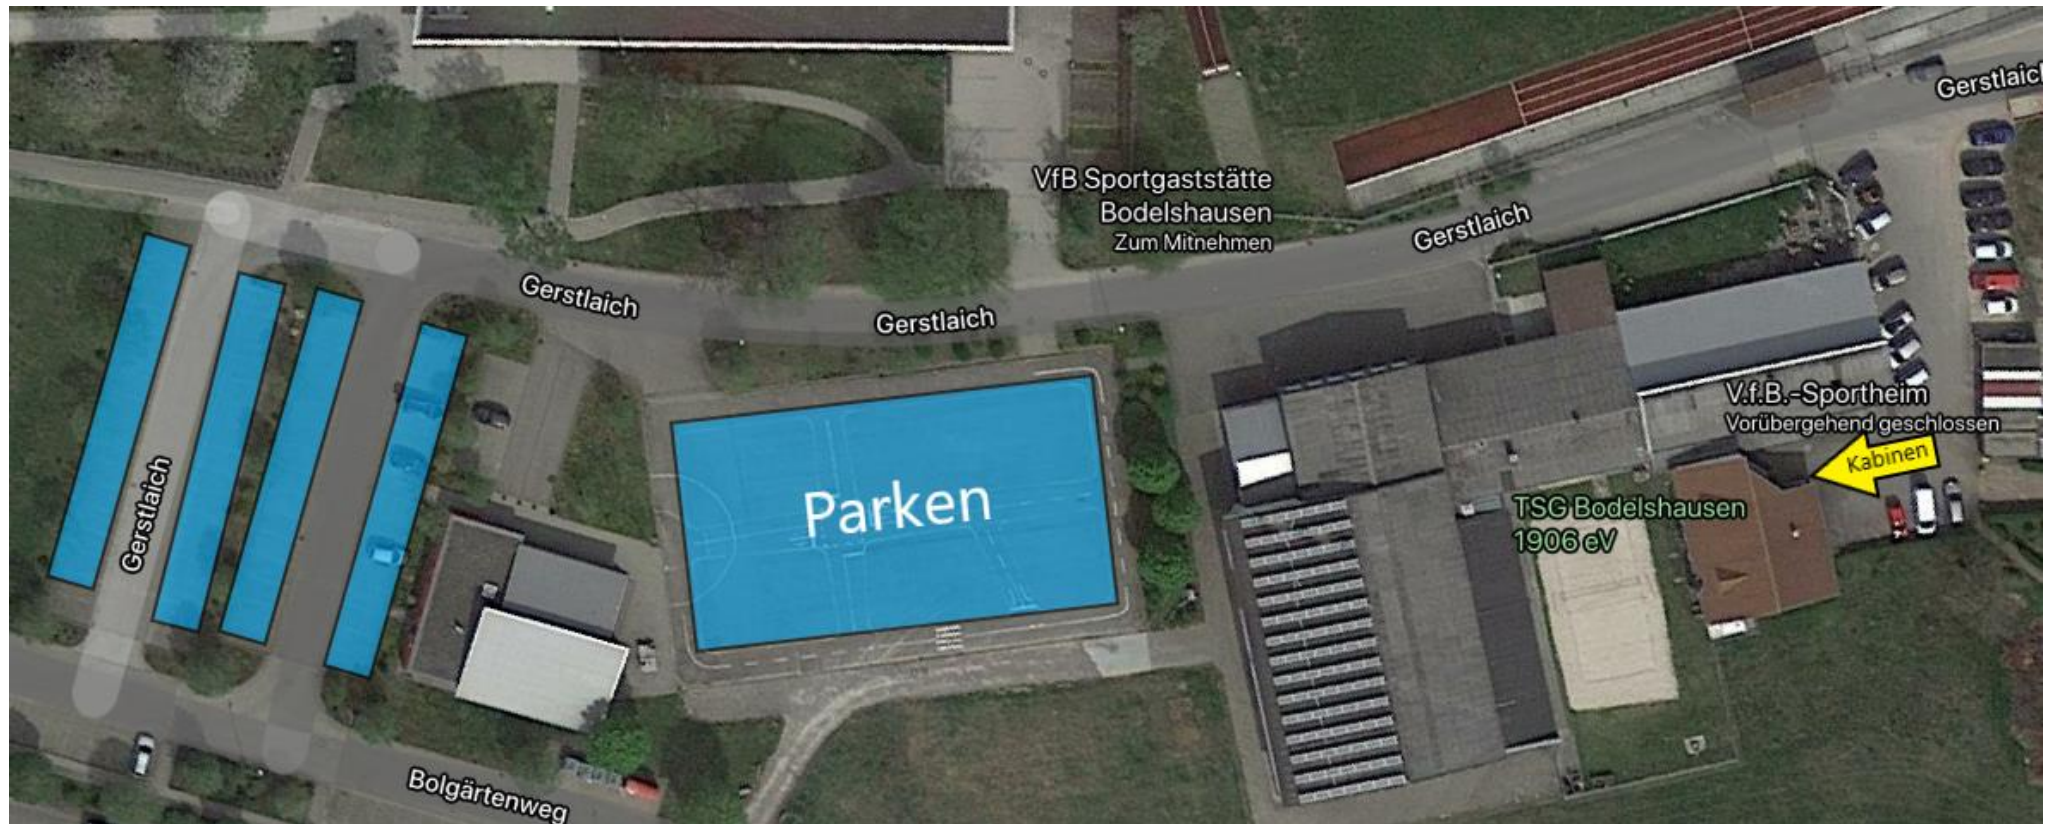 Gerstlaich
VfB Sportgaststätte
Bodelshausen
Zum Mitnehmen
Gerstlaich
Gerstlaich
Gerstlaich
V.f.B.-Sportheim
Vorübergehend geschlossen
Kabinen
Gerstlaich
Parken
TSG Bodelshausen
1906 eV
Bolgärtenweg